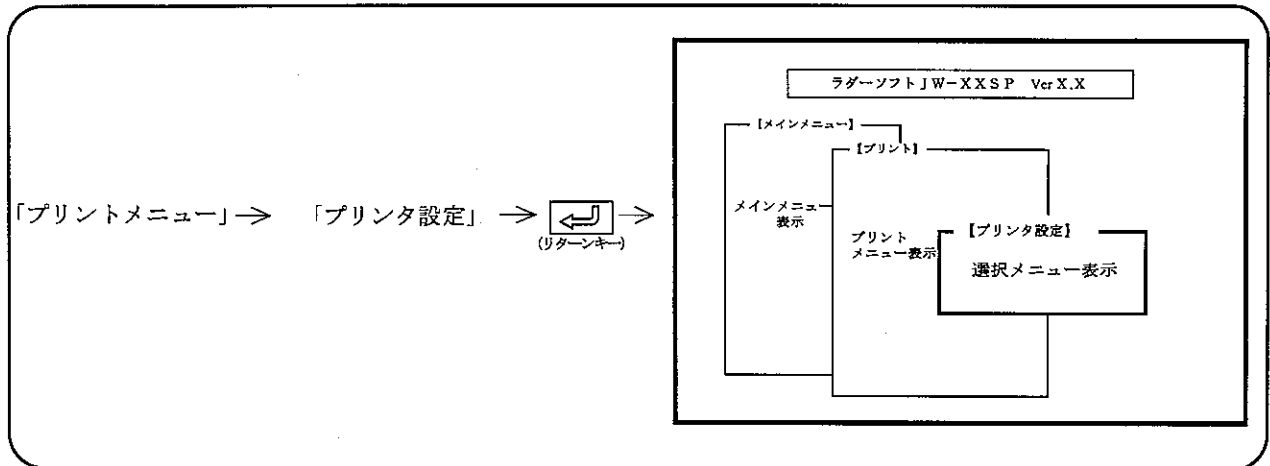 「プリントメニュー」→ 「プリンタ設定」 → →
(リターンキー)
ラダーソフトJW-XXSP Ver X.X
【メインメニュー】
【プリント】
メインメニュー
表示
プリント
メニュー表示
【プリンタ設定】
選択メニュー表示